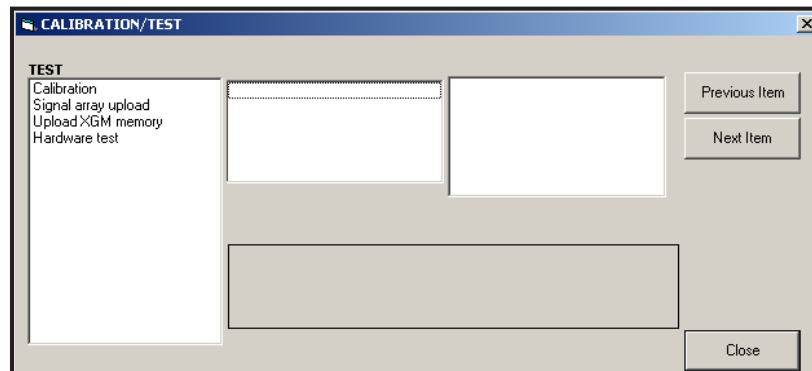 CALIBRATION/TEST
TEST
Calibration
Signal array upload
Upload XGM memory
Hardware test
Previous Item
Next Item
Close